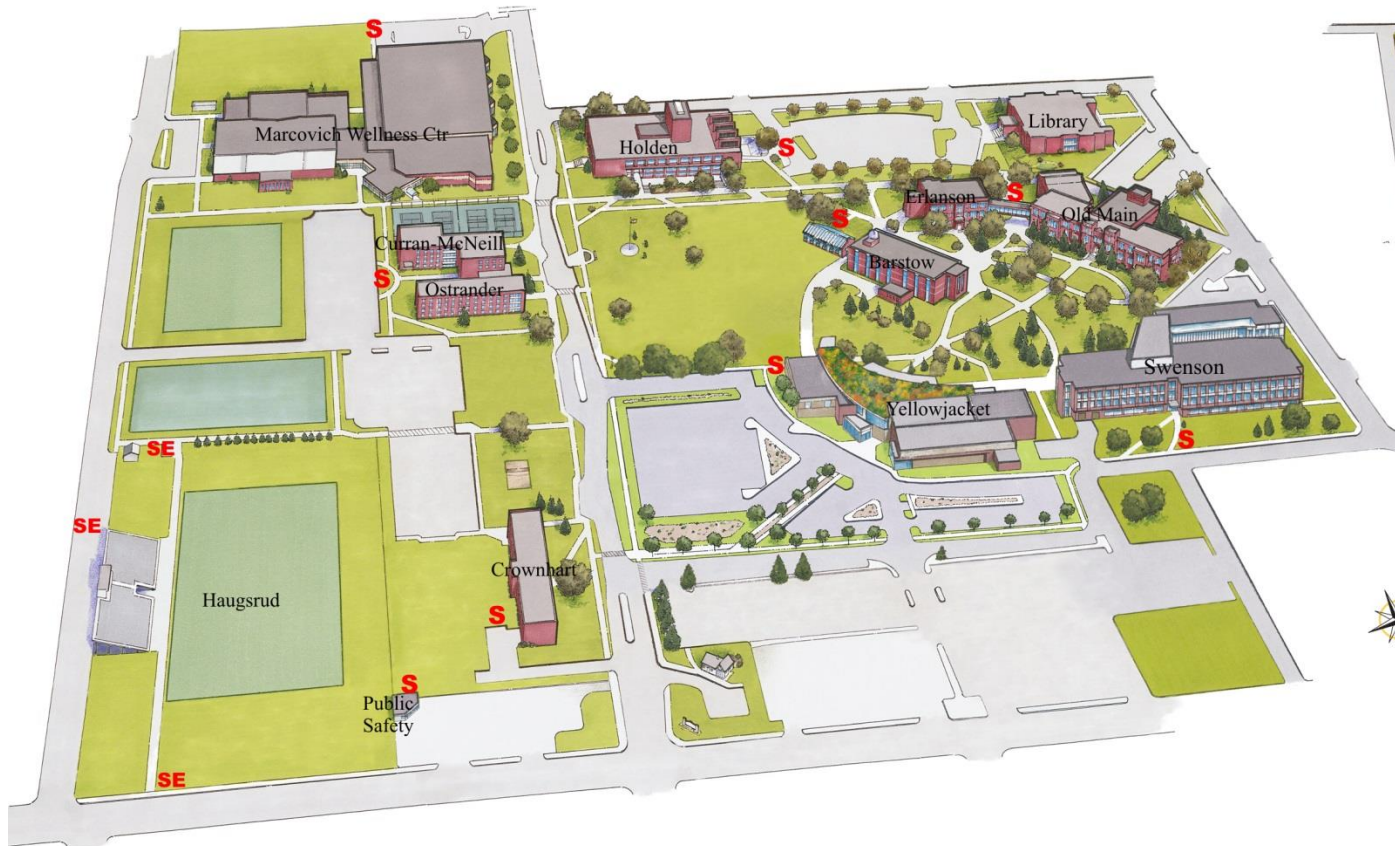 S
Marcovich Wellness Ctr
Holden
S
Library
Erlanson
S
Old Main
S
Curran-McNeill
S
Ostrander
Barstow
S
Swenson
Yellowjacket
S
SE
SE
Crownhart
Haugsrud
S
S
Public
Safety
SE